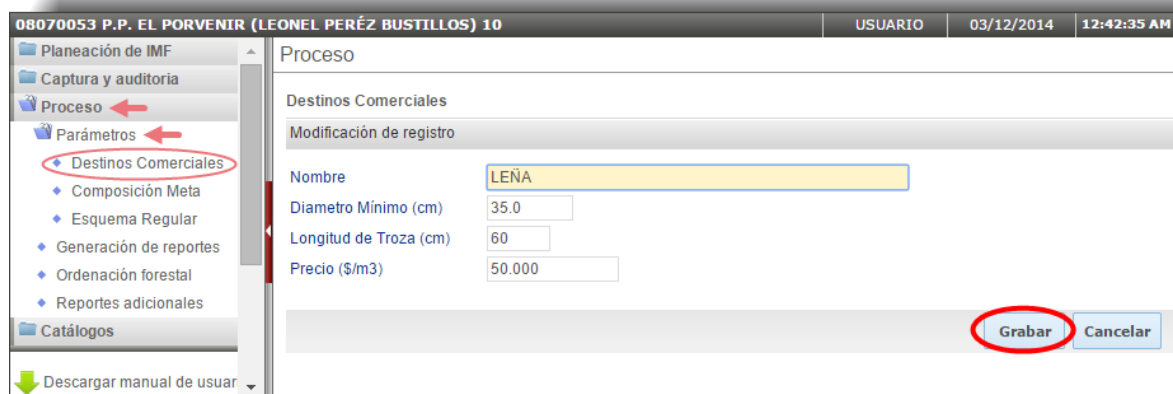 08070053 P.P. EL PORVENIR (LEONEL PERÉZ BUSTILLOS) 10 USUARIO 03/12/2014 12:42:35 AM
Planeación de IMF
Captura y auditoria
Proceso
Parámetros
Destinos Comerciales
Composición Meta
Esquema Regular
Generación de reportes
Ordenación forestal
Reportes adicionales
Catálogos
Descargar manual de usuar
Proceso
Destinos Comerciales
Modificación de registro
Nombre LEÑA
Diametro Mínimo (cm) 35.0
Longitud de Troza (cm) 60
Precio ($/m3) 50.000
Grabar Cancelar